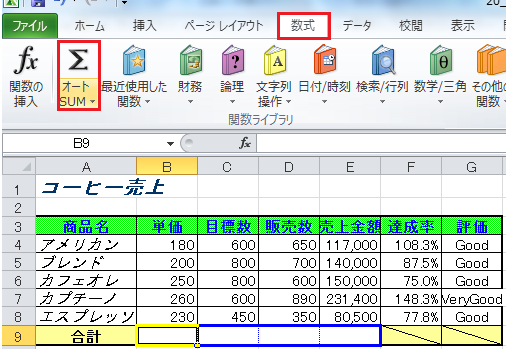 20_
ファイル ホーム 挿入 ページ レイアウト 数式 データ 校閲 表示
fx Σ ? θ
関数の 挿入 オート SUM 最近使用した 関数 財務 論理 文字列 操作 日付/時刻 検索/行列 数学/三角 その他の 関数
関数ライブラリ
B9 fx
A B C D E F G
1 コーヒー売上
2
3 商品名 単価 目標数 販売数 売上金額 達成率 評価
4 アメリカン 180 600 650 117,000 108.3% Good
5 ブレンド 200 800 700 140,000 87.5% Good
6 カフェオレ 250 800 600 150,000 75.0% Good
7 カプチーノ 260 600 890 231,400 148.3% VeryGood
8 エスプレッソ 230 450 350 80,500 77.8% Good
9 合計